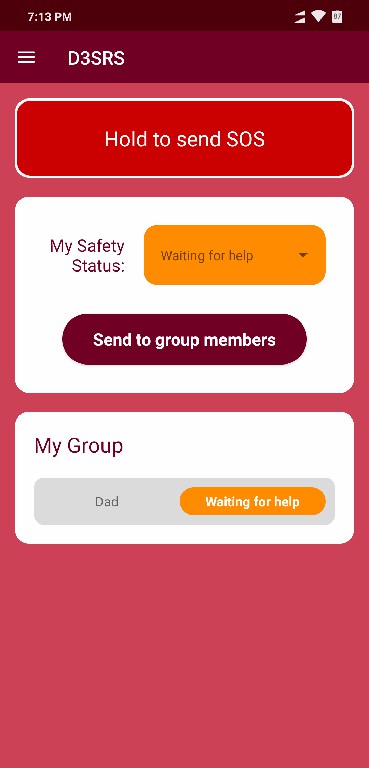 7:13 PM
D3SRS
Hold to send SOS
My Safety
Status:
Waiting for help
Send to group members
My Group
Dad
Waiting for help